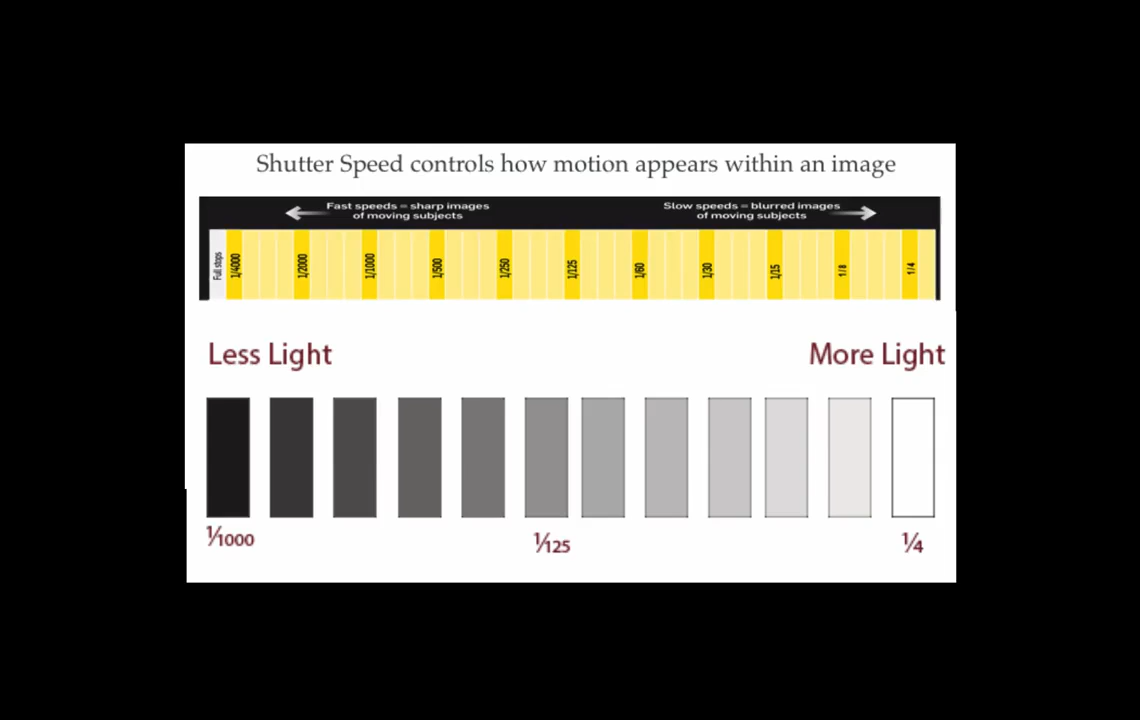 Shutter Speed controls how motion appears within an image
Fast speeds = sharp images
of moving subjects
Slow speeds = blurred images
of moving subjects
Full stops 1/4000 1/2000 1/1000 1/500 1/250 1/125 1/60 1/30 1/15 1/8 1/4
Less Light More Light
1/1000 1/125 1/4